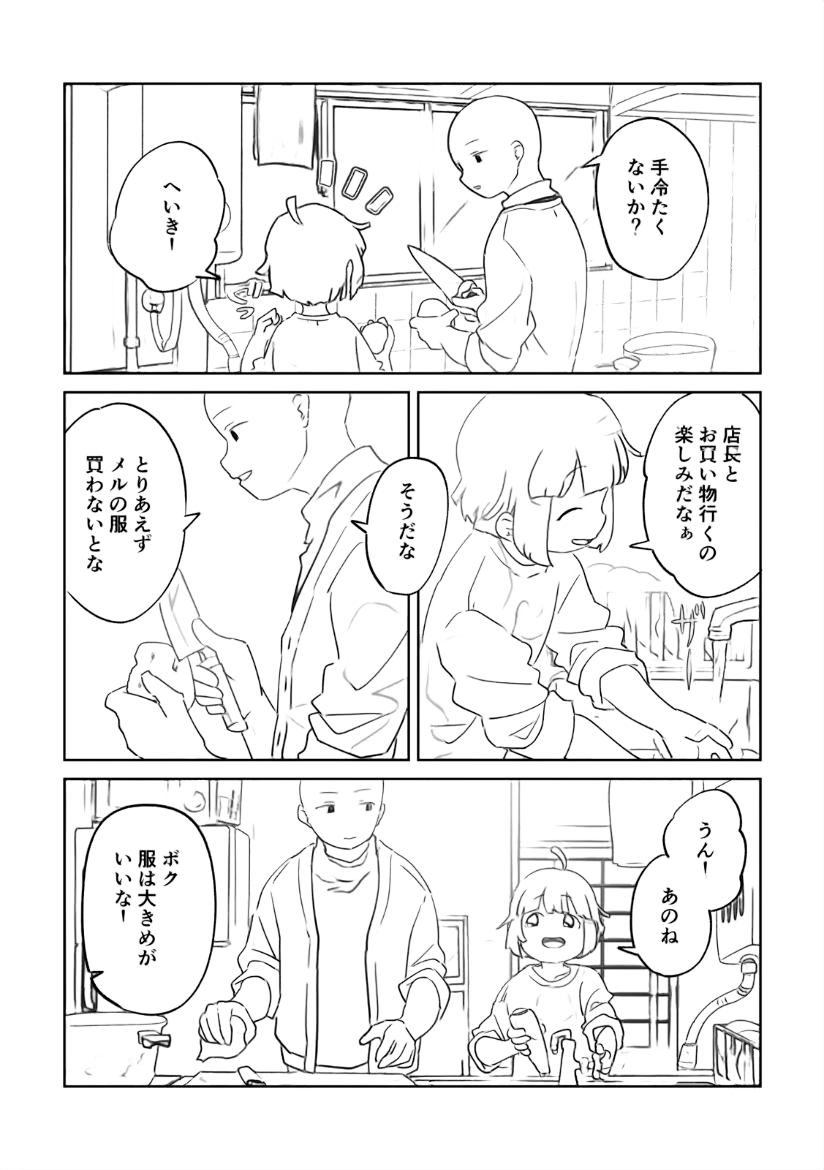 手冷たく
ないか?
へいき!
店長と
お買い物行くの
楽しみだなぁ
ザー
そうだな
とりあえず
メルの服
買わないとな
うん!
あのね
ボク
服は大きめが
いいな!